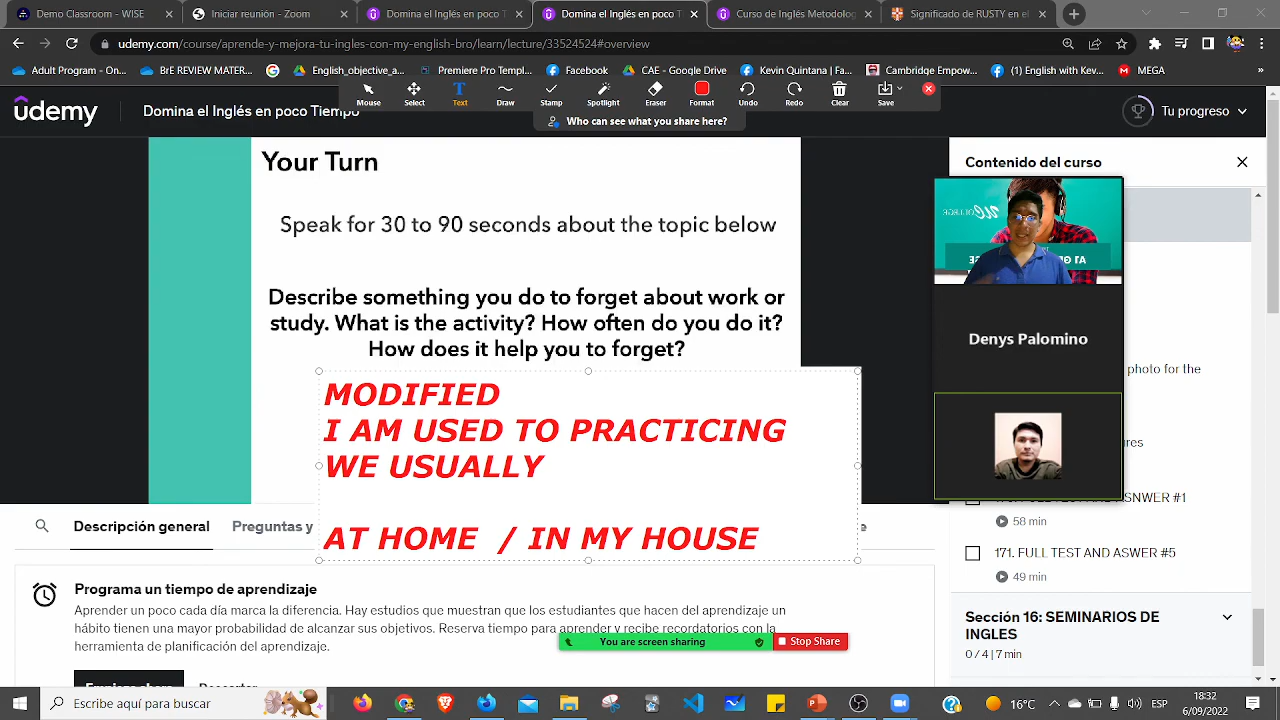 Demo Class - WISE
Sign in form
Demo Classes - T
Domina el Inglés en poco T
Curso de Metodolog
Significado de RUSTY en el
udemy.com/course/aprende-y-mejora-tu-ingles-con-my-english-bro/learn/lecture/33524524#overview
Adult Program - On...
BrE REVIEW MATER...
English_objective_a...
Premiere Pro Templ...
Facebook
CAE - Google Drive
Kevin Quintana | Fa...
Cambridge Empow...
(1) English with Kev...
MEGA
»
Mouse
Select
Text
Draw
Stamp
Spotlight
Eraser
Format
Undo
Redo
Clear
Save
Who can see what you share here?
ûdemy
Domina el Inglés en poco Tiempo
Tu progreso
Your Turn
Speak for 30 to 90 seconds about the topic below
Describe something you do to forget about work or
study. What is the activity? How often do you do it?
How does it help you to forget?
MODIFIED
I AM USED TO PRACTICING
WE USUALLY
AT HOME / IN MY HOUSE
Contenido del curso
Denys Palomino
photo for the
ures
SNWER #1
58 min
171. FULL TEST AND ASWER #5
49 min
Sección 16: SEMINARIOS DE
INGLES
0 / 4 | 7 min
Descripción general
Preguntas y
Programa un tiempo de aprendizaje
Aprender un poco cada día marca la diferencia. Hay estudios que muestran que los estudiantes que hacen del aprendizaje un
hábito tienen una mayor probabilidad de alcanzar sus objetivos. Reserva tiempo para aprender y recibe recordatorios con la
herramienta de planificación del aprendizaje.
You are screen sharing
Stop Share
Escribe aquí para buscar
16°C
ESP
18:32
6/09/2022